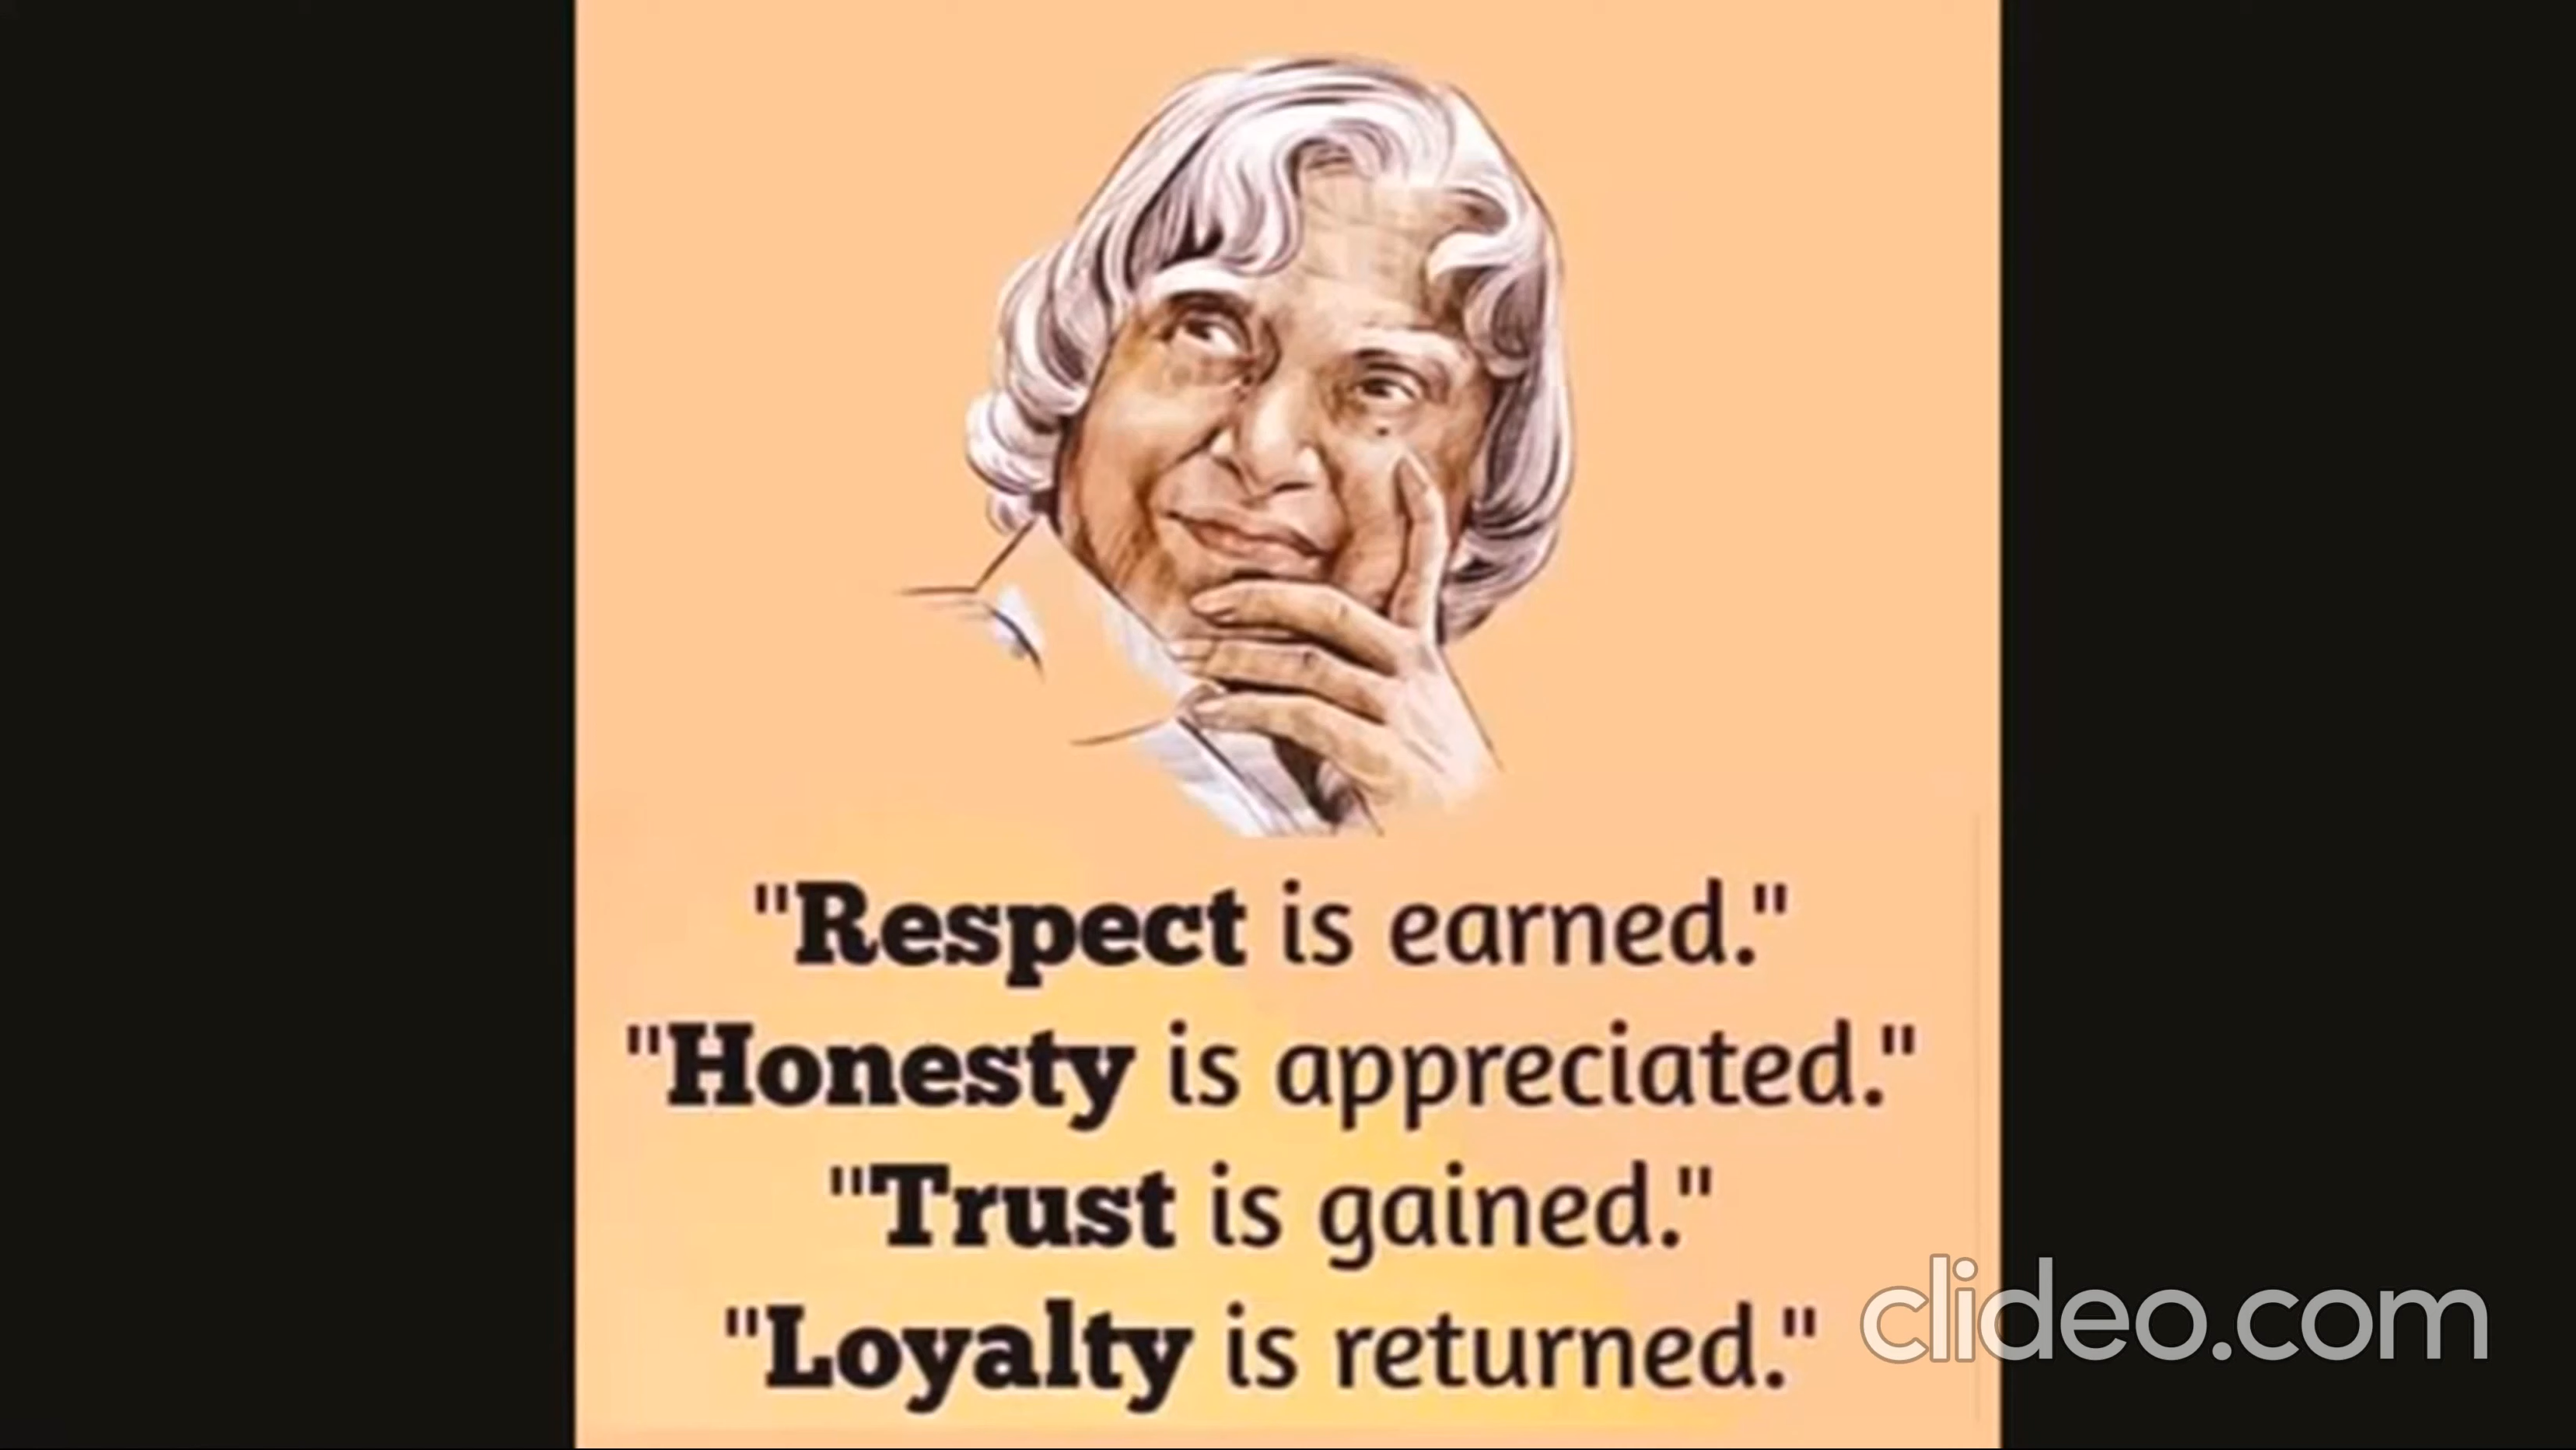 "Respect is earned."
"Honesty is appreciated."
"Trust is gained."
"Loyalty is returned."
clideo.com